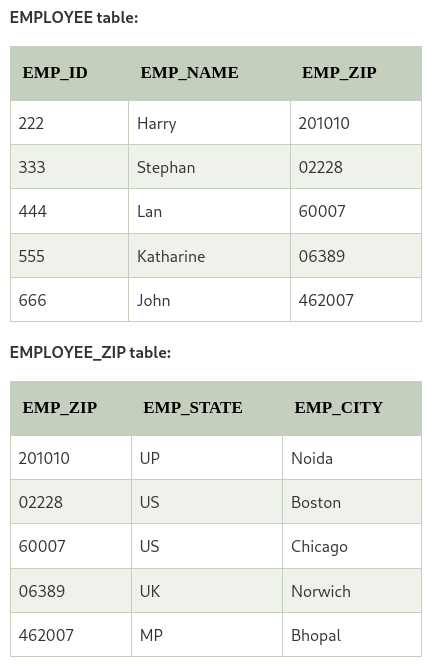 EMPLOYEE table:
EMP_ID EMP_NAME EMP_ZIP
222 Harry 201010
333 Stephan 02228
444 Lan 60007
555 Katharine 06389
666 John 462007
EMPLOYEE_ZIP table:
EMP_ZIP EMP_STATE EMP_CITY
201010 UP Noida
02228 US Boston
60007 US Chicago
06389 UK Norwich
462007 MP Bhopal